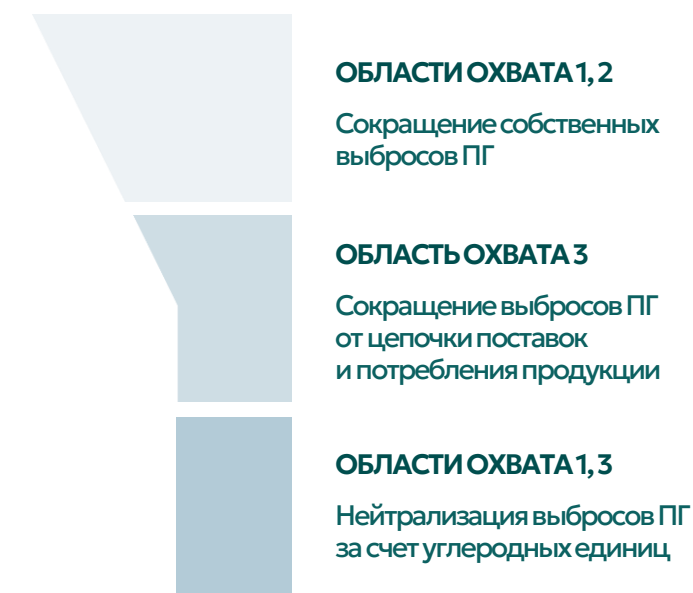 ОБЛАСТИ ОХВАТА 1, 2
Сокращение собственных
выбросов ПГ
ОБЛАСТЬ ОХВАТА 3
Сокращение выбросов ПГ
от цепочки поставок
и потребления продукции
ОБЛАСТИ ОХВАТА 1, 3
Нейтрализация выбросов ПГ
за счет углеродных единиц